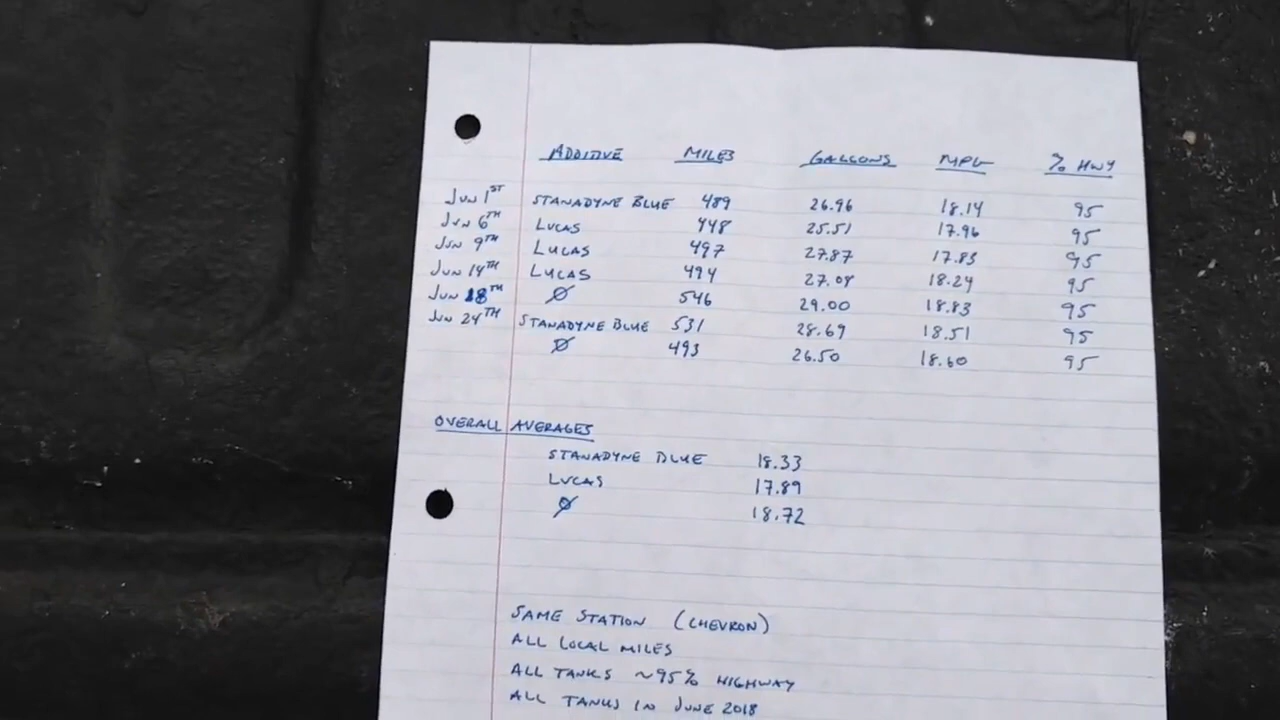 ADDITIVE MILES GALLONS MPG % HWY
JUN 1ST STANADYNE BLUE 489 26.96 18.14 95
JUN 6TH LUCAS 448 25.51 17.96 95
JUN 9TH LUCAS 497 27.87 17.83 95
JUN 14TH LUCAS 494 27.08 18.24 95
JUN 18TH Ø 546 29.00 18.83 95
JUN 24TH STANADYNE BLUE 531 28.69 18.51 95
Ø 493 26.50 18.60 95
OVERALL AVERAGES
STANADYNE BLUE 18.33
LUCAS 17.89
Ø 18.72
SAME STATION (CHEVRON)
ALL LOCAL MILES
ALL TANKS ~95% HIGHWAY
ALL TANKS IN JUNE 2018